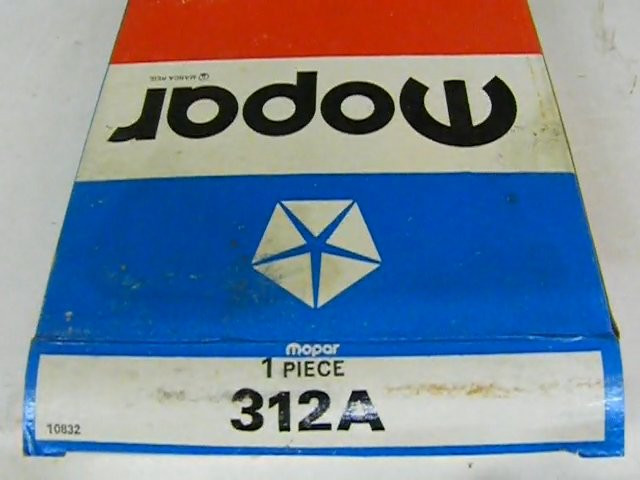 ® MARCA REG.
mopar
mopar
1 PIECE
312A
10832